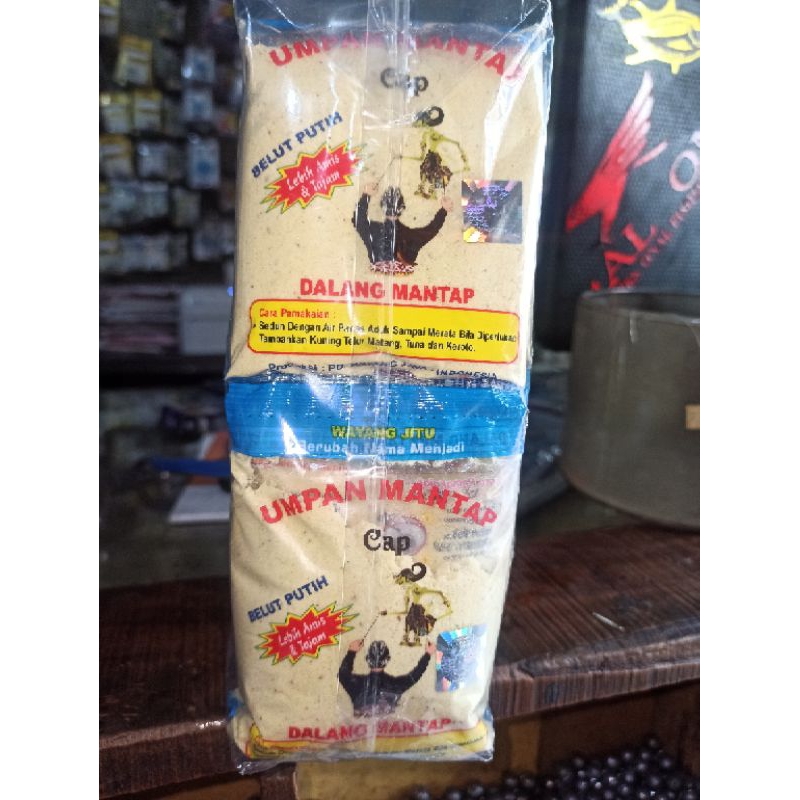 UMPAN MANTAP
Cap
BELUT PUTIH
Lebih Amis
& Tajam
DALANG MANTAP
Cara Pemakaian :
Seduh Dengan Air Panas Aduk Sampai Merata Bila Diperlukan
Tambahkan Kuning Telur Matang, Tuna dan Keroto.
INDONESIA
WAYANG JITU
Berubah Nama Menjadi
UMPAN MANTAP
Cap
BELUT PUTIH
Lebih Amis
& Tajam
DALANG MANTAP